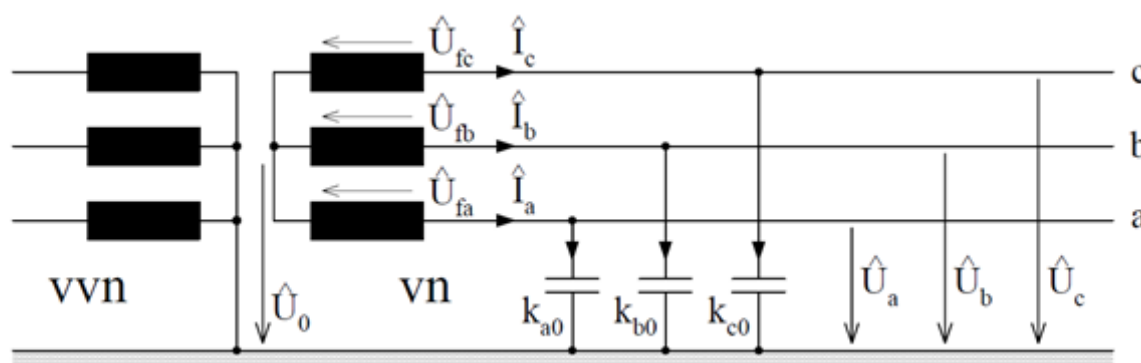 Û_fc Î_c c
Û_fb Î_b b
Û_fa Î_a a
vvn vn
Û_0 k_a0 k_b0 k_c0 Û_a Û_b Û_c